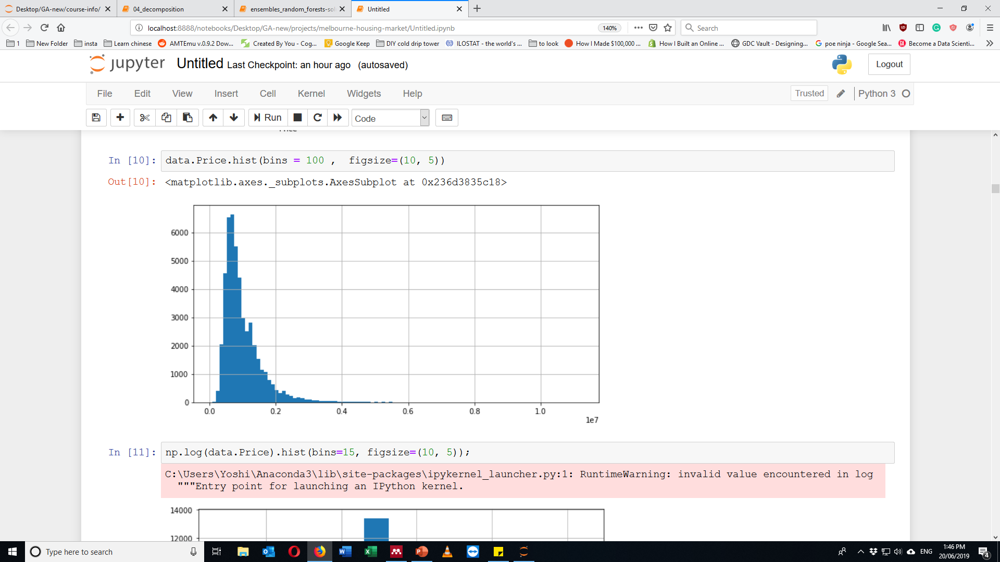 Desktop/GA-new/course-info/
04_decomposition
ensembles_random_forests-sol
Untitled
localhost:8888/notebooks/Desktop/GA-new/projects/melbourne-housing-market/Untitled.ipynb
140%
Search
1
New Folder
insta
Learn chinese
AMTEmu v.0.9.2 Dow...
Created By You - Cog...
Google Keep
DIY cold drip tower
ILOSTAT - the world's ...
to look
How I Made $100,000 ...
How I Built an Online ...
GDC Vault - Designing...
poe ninja - Google Sea...
Become a Data Scienti...
jupyter Untitled Last Checkpoint: an hour ago (autosaved)
Logout
File Edit View Insert Cell Kernel Widgets Help
Trusted
Python 3
Run
Code
In [10]: data.Price.hist(bins = 100 ,  figsize=(10, 5))
Out[10]: <matplotlib.axes._subplots.AxesSubplot at 0x236d3835c18>
6000
5000
4000
3000
2000
1000
0
0.0 0.2 0.4 0.6 0.8 1.0
1e7
In [11]: np.log(data.Price).hist(bins=15, figsize=(10, 5));
C:\Users\Yoshi\Anaconda3\lib\site-packages\ipykernel_launcher.py:1: RuntimeWarning: invalid value encountered in log
"""Entry point for launching an IPython kernel.
14000
12000
Type here to search
ENG
1:46 PM
20/06/2019
4